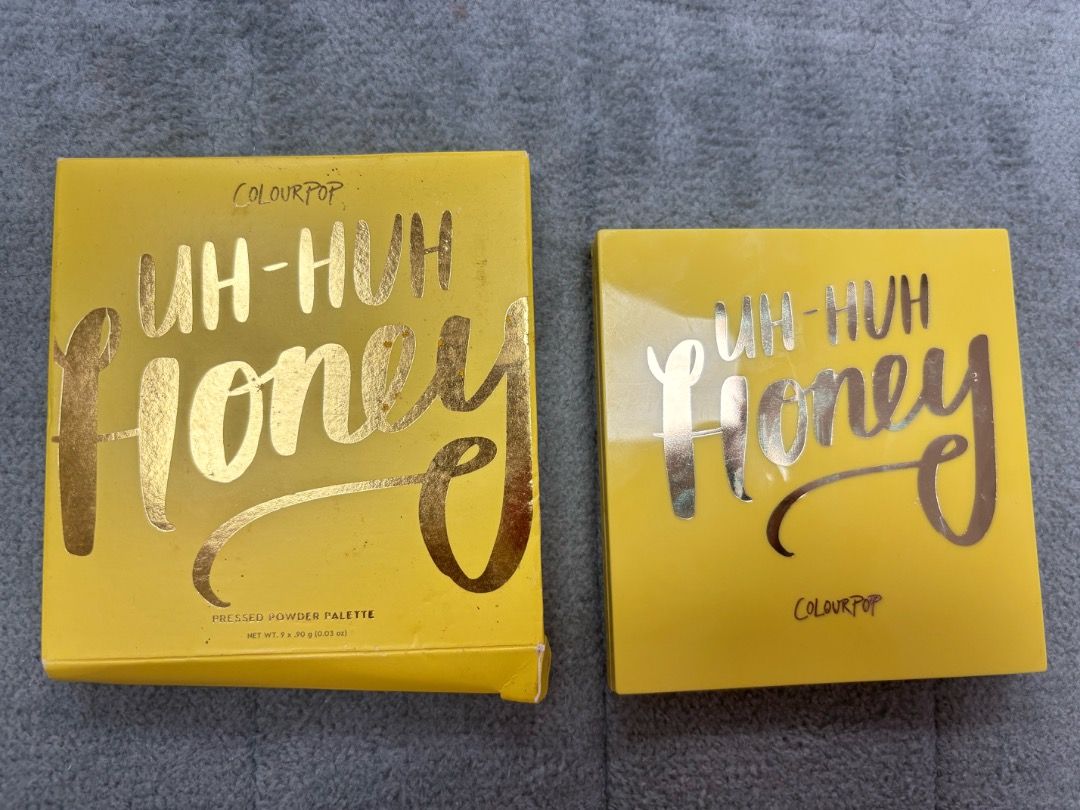 COLOURPOP
UH-HUH
Honey
PRESSED POWDER PALETTE
NET WT. 9 x .90 g (0.03 oz)
UH-HUH
Honey
COLOURPOP